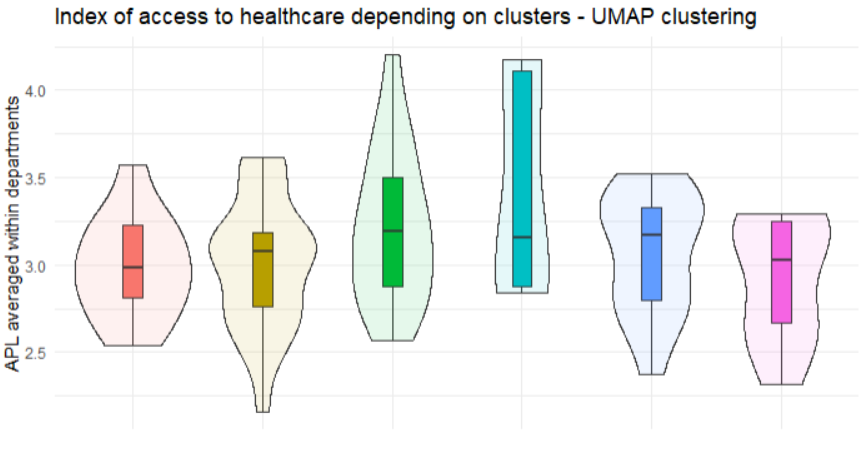 Index of access to healthcare depending on clusters - UMAP clustering
APL averaged within departments
4.0
3.5
3.0
2.5